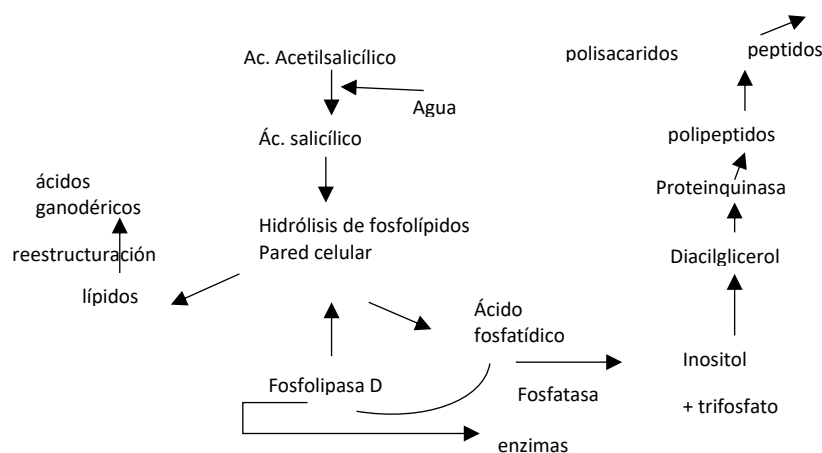 Ac. Acetilsalicílico
polisacaridos
peptidos
Agua
Ác. salicílico
polipeptidos
ácidos
ganodéricos
Proteinquinasa
Hidrólisis de fosfolípidos
Pared celular
reestructuración
Diacilglicerol
lípidos
Ácido
fosfatídico
Inositol
Fosfolipasa D
Fosfatasa
+ trifosfato
enzimas